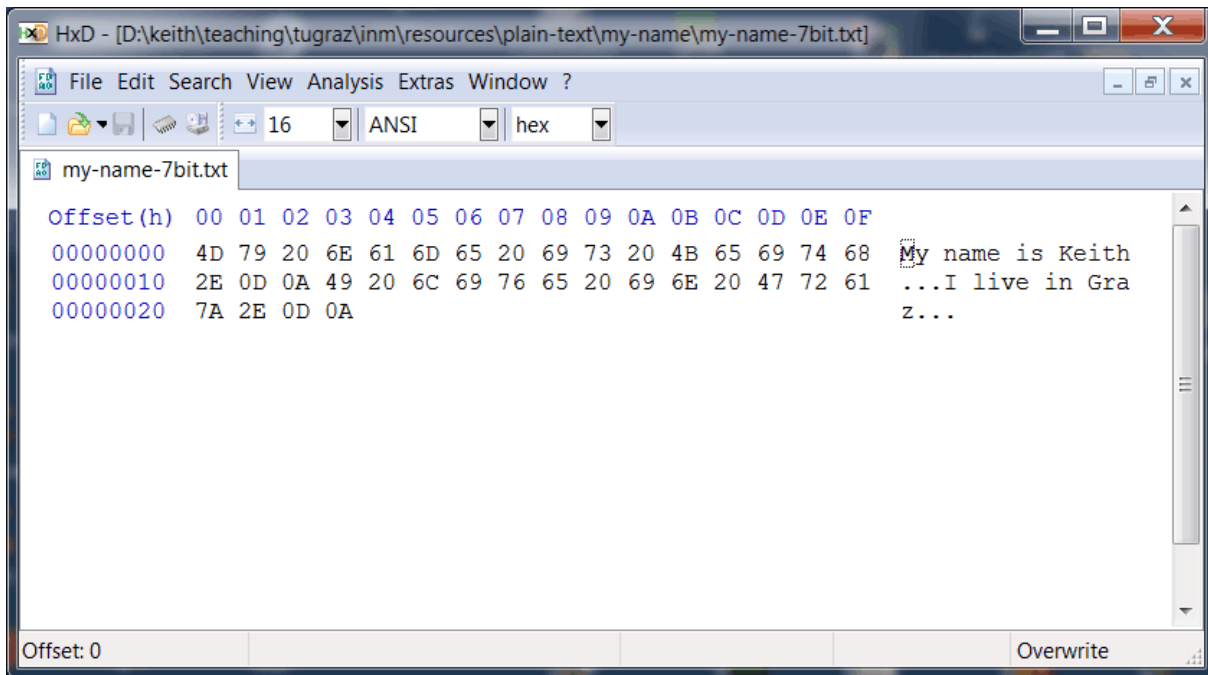 HxD - [D:\keith\teaching\tugraz\inm\resources\plain-text\my-name\my-name-7bit.txt]
File Edit Search View Analysis Extras Window ?
16 ANSI hex
my-name-7bit.txt
Offset(h) 00 01 02 03 04 05 06 07 08 09 0A 0B 0C 0D 0E 0F
00000000 4D 79 20 6E 61 6D 65 20 69 73 20 4B 65 69 74 68 My name is Keith
00000010 2E 0D 0A 49 20 6C 69 76 65 20 69 6E 20 47 72 61 ...I live in Gra
00000020 7A 2E 0D 0A z...
Offset: 0 Overwrite